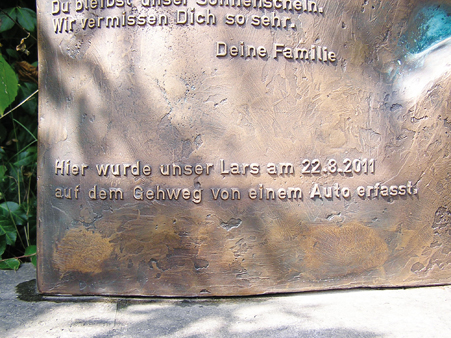 Du bleibst unser Sonnenschein.
Wir vermissen Dich so sehr.
Deine Familie
Hier wurde unser Lars am 22.8.2011
auf dem Gehweg von einem Auto erfasst.